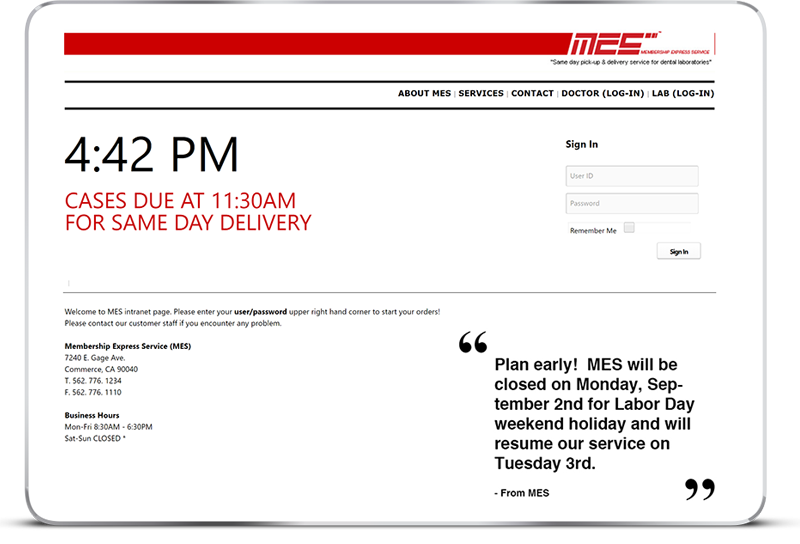 MES™
MEMBERSHIP EXPRESS SERVICE
"Same day pick-up & delivery service for dental laboratories"
ABOUT MES | SERVICES | CONTACT | DOCTOR (LOG-IN) | LAB (LOG-IN)
4:42 PM
CASES DUE AT 11:30AM
FOR SAME DAY DELIVERY
Sign In
User ID
Password
Remember Me
Sign In
Welcome to MES intranet page. Please enter your user/password upper right hand corner to start your orders!
Please contact our customer staff if you encounter any problem.
Membership Express Service (MES)
7240 E. Gage Ave.
Commerce, CA 90040
T. 562. 776. 1234
F. 562. 776. 1110
Business Hours
Mon-Fri 8:30AM - 6:30PM
Sat-Sun CLOSED *
“
Plan early!  MES will be
closed on Monday, Sep-
tember 2nd for Labor Day
weekend holiday and will
resume our service on
Tuesday 3rd.
- From MES
”